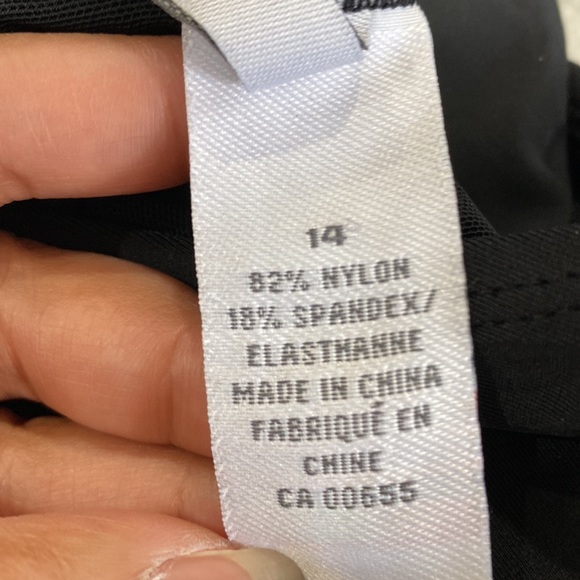 14
82% NYLON
18% SPANDEX/
ELASTHANNE
MADE IN CHINA
FABRIQUÉ EN
CHINE
CA 00655